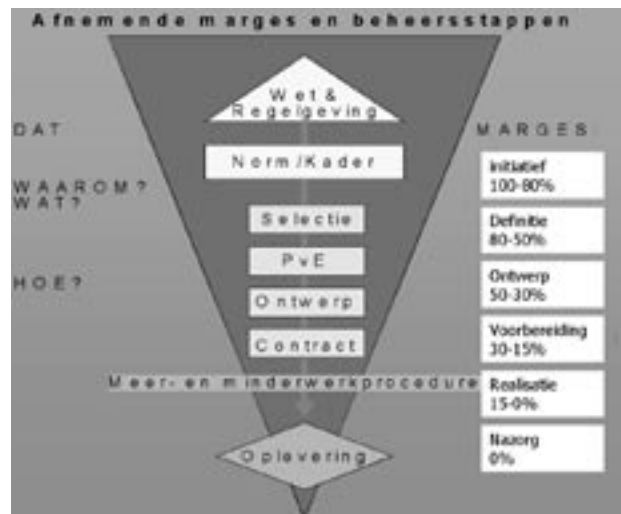 Afnemende marges en beheersstappen
Wet &
Regelgeving
DAT
MARGES:
Norm/Kader
Initiatief
100-80%
WAAROM?
WAT?
Selectie
Definitie
80-50%
PvE
HOE?
Ontwerp
Ontwerp
50-30%
Contract
Voorbereiding
30-15%
Meer- en minderwerkprocedure
Realisatie
15-0%
Oplevering
Nazorg
0%